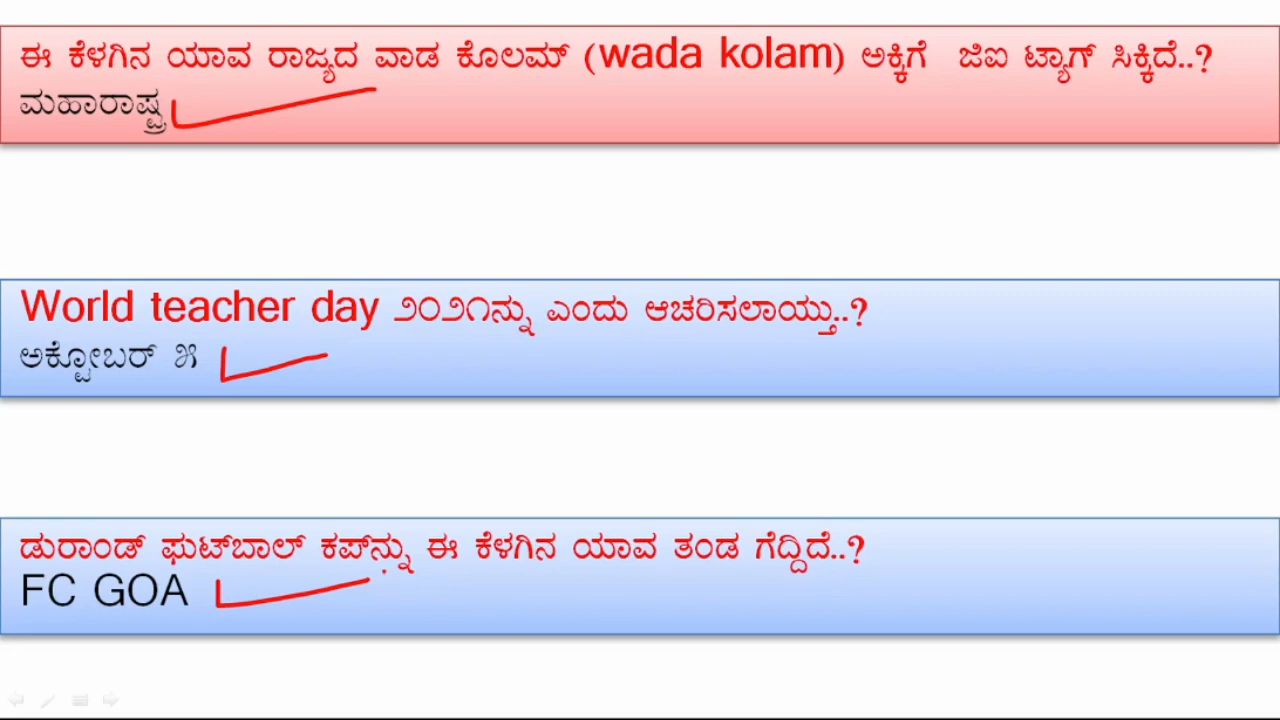 ಈ ಕೆಳಗಿನ ಯಾವ ರಾಜ್ಯದ ವಾಡ ಕೊಲಮ್ (wada kolam) ಅಕ್ಕಿಗೆ ಜಿಐ ಟ್ಯಾಗ್ ಸಿಕ್ಕಿದೆ..?
ಮಹಾರಾಷ್ಟ್ರ
World teacher day ೨೦೨೧ನ್ನು ಎಂದು ಆಚರಿಸಲಾಯ್ತು..?
ಅಕ್ಟೋಬರ್ ೫
ಡುರಾಂಡ್ ಫುಟ್‌ಬಾಲ್ ಕಪ್‌ನ್ನು ಈ ಕೆಳಗಿನ ಯಾವ ತಂಡ ಗೆದ್ದಿದೆ..?
FC GOA